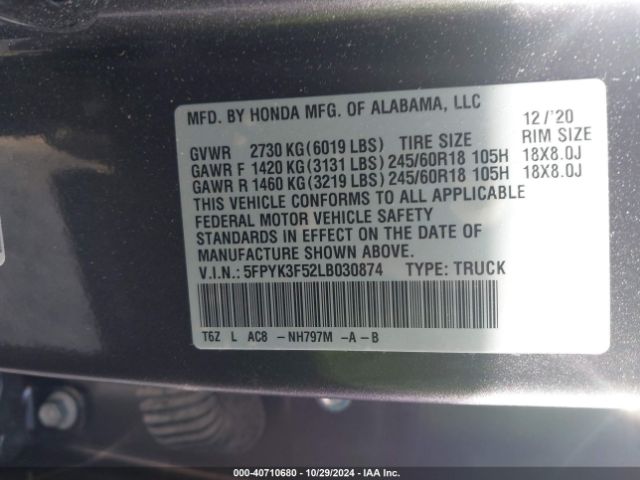 MFD. BY HONDA MFG. OF ALABAMA, LLC 12/'20
GVWR 2730 KG(6019 LBS) TIRE SIZE RIM SIZE
GAWR F 1420 KG(3131 LBS) 245/60R18 105H 18X8.0J
GAWR R 1460 KG(3219 LBS) 245/60R18 105H 18X8.0J
THIS VEHICLE CONFORMS TO ALL APPLICABLE
FEDERAL MOTOR VEHICLE SAFETY
STANDARDS IN EFFECT ON THE DATE OF
MANUFACTURE SHOWN ABOVE.
V.I.N.: 5FPYK3F52LB030874 TYPE: TRUCK
T6Z L AC8 -NH797M -A-B
000-40710680 - 10/29/2024 - IAA Inc.